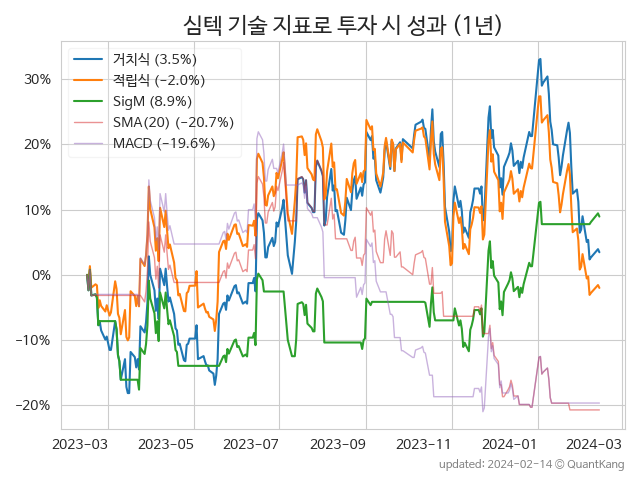 심텍 기술 지표로 투자 시 성과 (1년)
거치식 (3.5%)
적립식 (−2.0%)
SigM (8.9%)
SMA(20) (−20.7%)
MACD (−19.6%)
30%
20%
10%
0%
−10%
−20%
2023-03
2023-05
2023-07
2023-09
2023-11
2024-01
2024-03
updated: 2024-02-14 © QuantKang